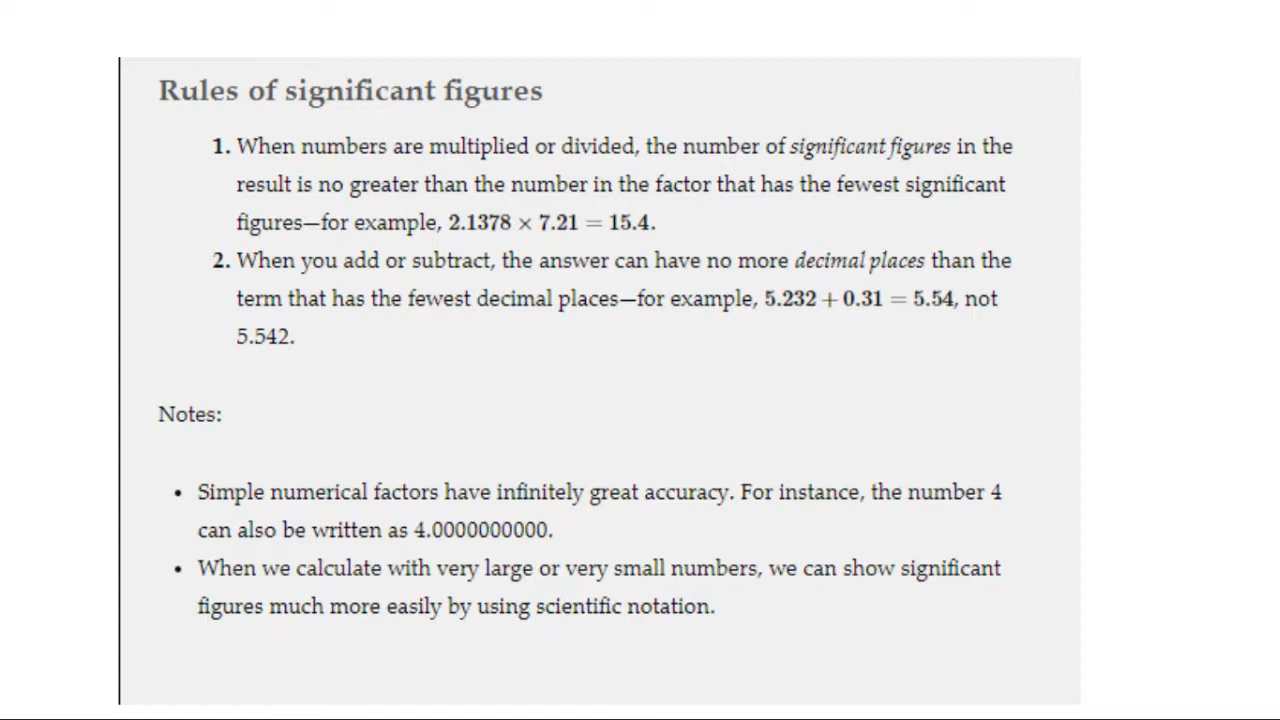 Rules of significant figures
1. When numbers are multiplied or divided, the number of significant figures in the
result is no greater than the number in the factor that has the fewest significant
figures—for example, 2.1378 × 7.21 = 15.4.
2. When you add or subtract, the answer can have no more decimal places than the
term that has the fewest decimal places—for example, 5.232 + 0.31 = 5.54, not
5.542.
Notes:
• Simple numerical factors have infinitely great accuracy. For instance, the number 4
can also be written as 4.0000000000.
• When we calculate with very large or very small numbers, we can show significant
figures much more easily by using scientific notation.